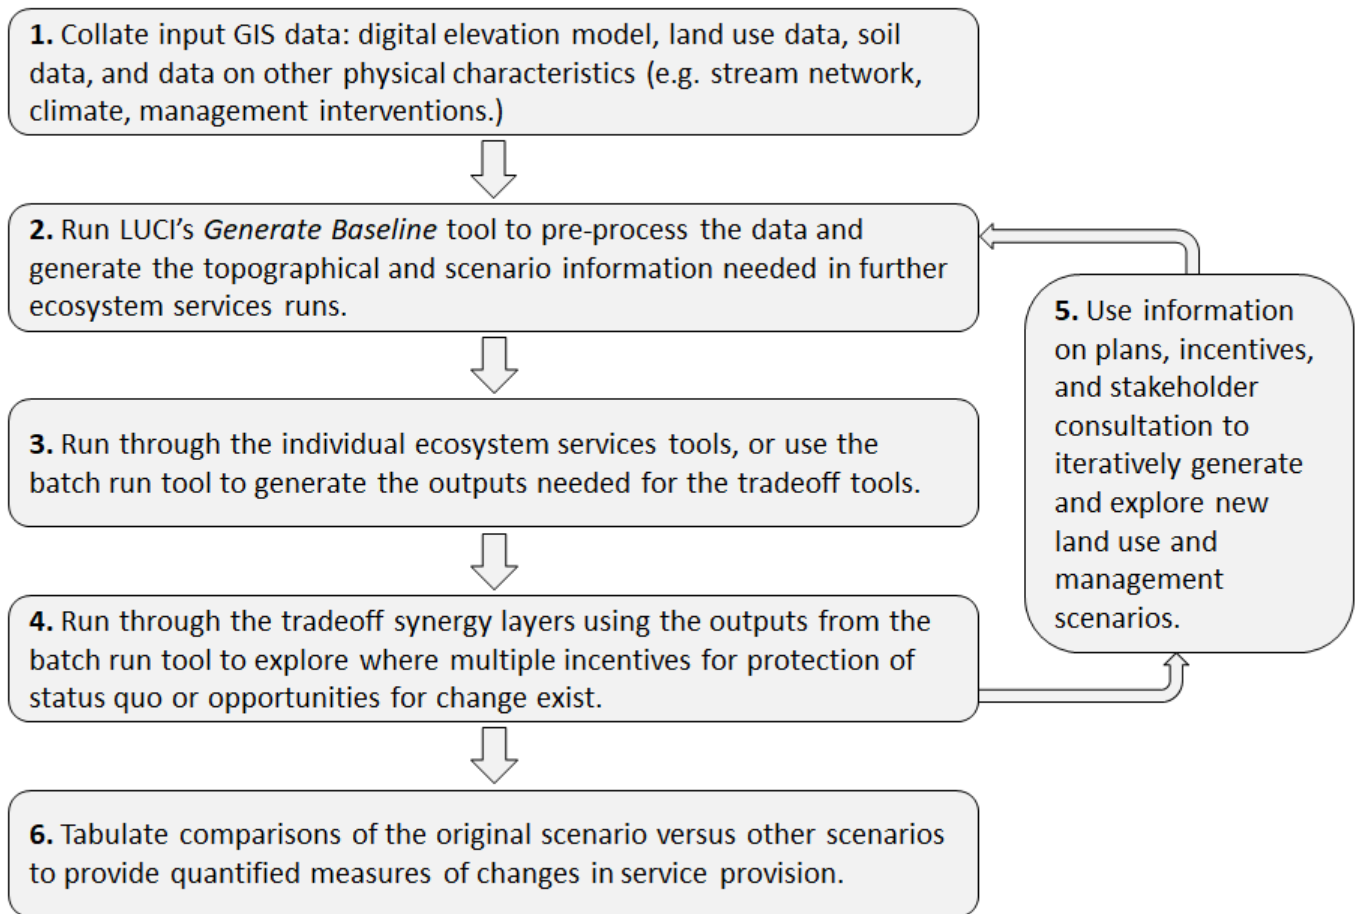 1. Collate input GIS data: digital elevation model, land use data, soil
data, and data on other physical characteristics (e.g. stream network,
climate, management interventions.)
2. Run LUCI’s Generate Baseline tool to pre-process the data and
generate the topographical and scenario information needed in further
ecosystem services runs.
3. Run through the individual ecosystem services tools, or use the
batch run tool to generate the outputs needed for the tradeoff tools.
4. Run through the tradeoff synergy layers using the outputs from the
batch run tool to explore where multiple incentives for protection of
status quo or opportunities for change exist.
5. Use information
on plans, incentives,
and stakeholder
consultation to
iteratively generate
and explore new
land use and
management
scenarios.
6. Tabulate comparisons of the original scenario versus other scenarios
to provide quantified measures of changes in service provision.